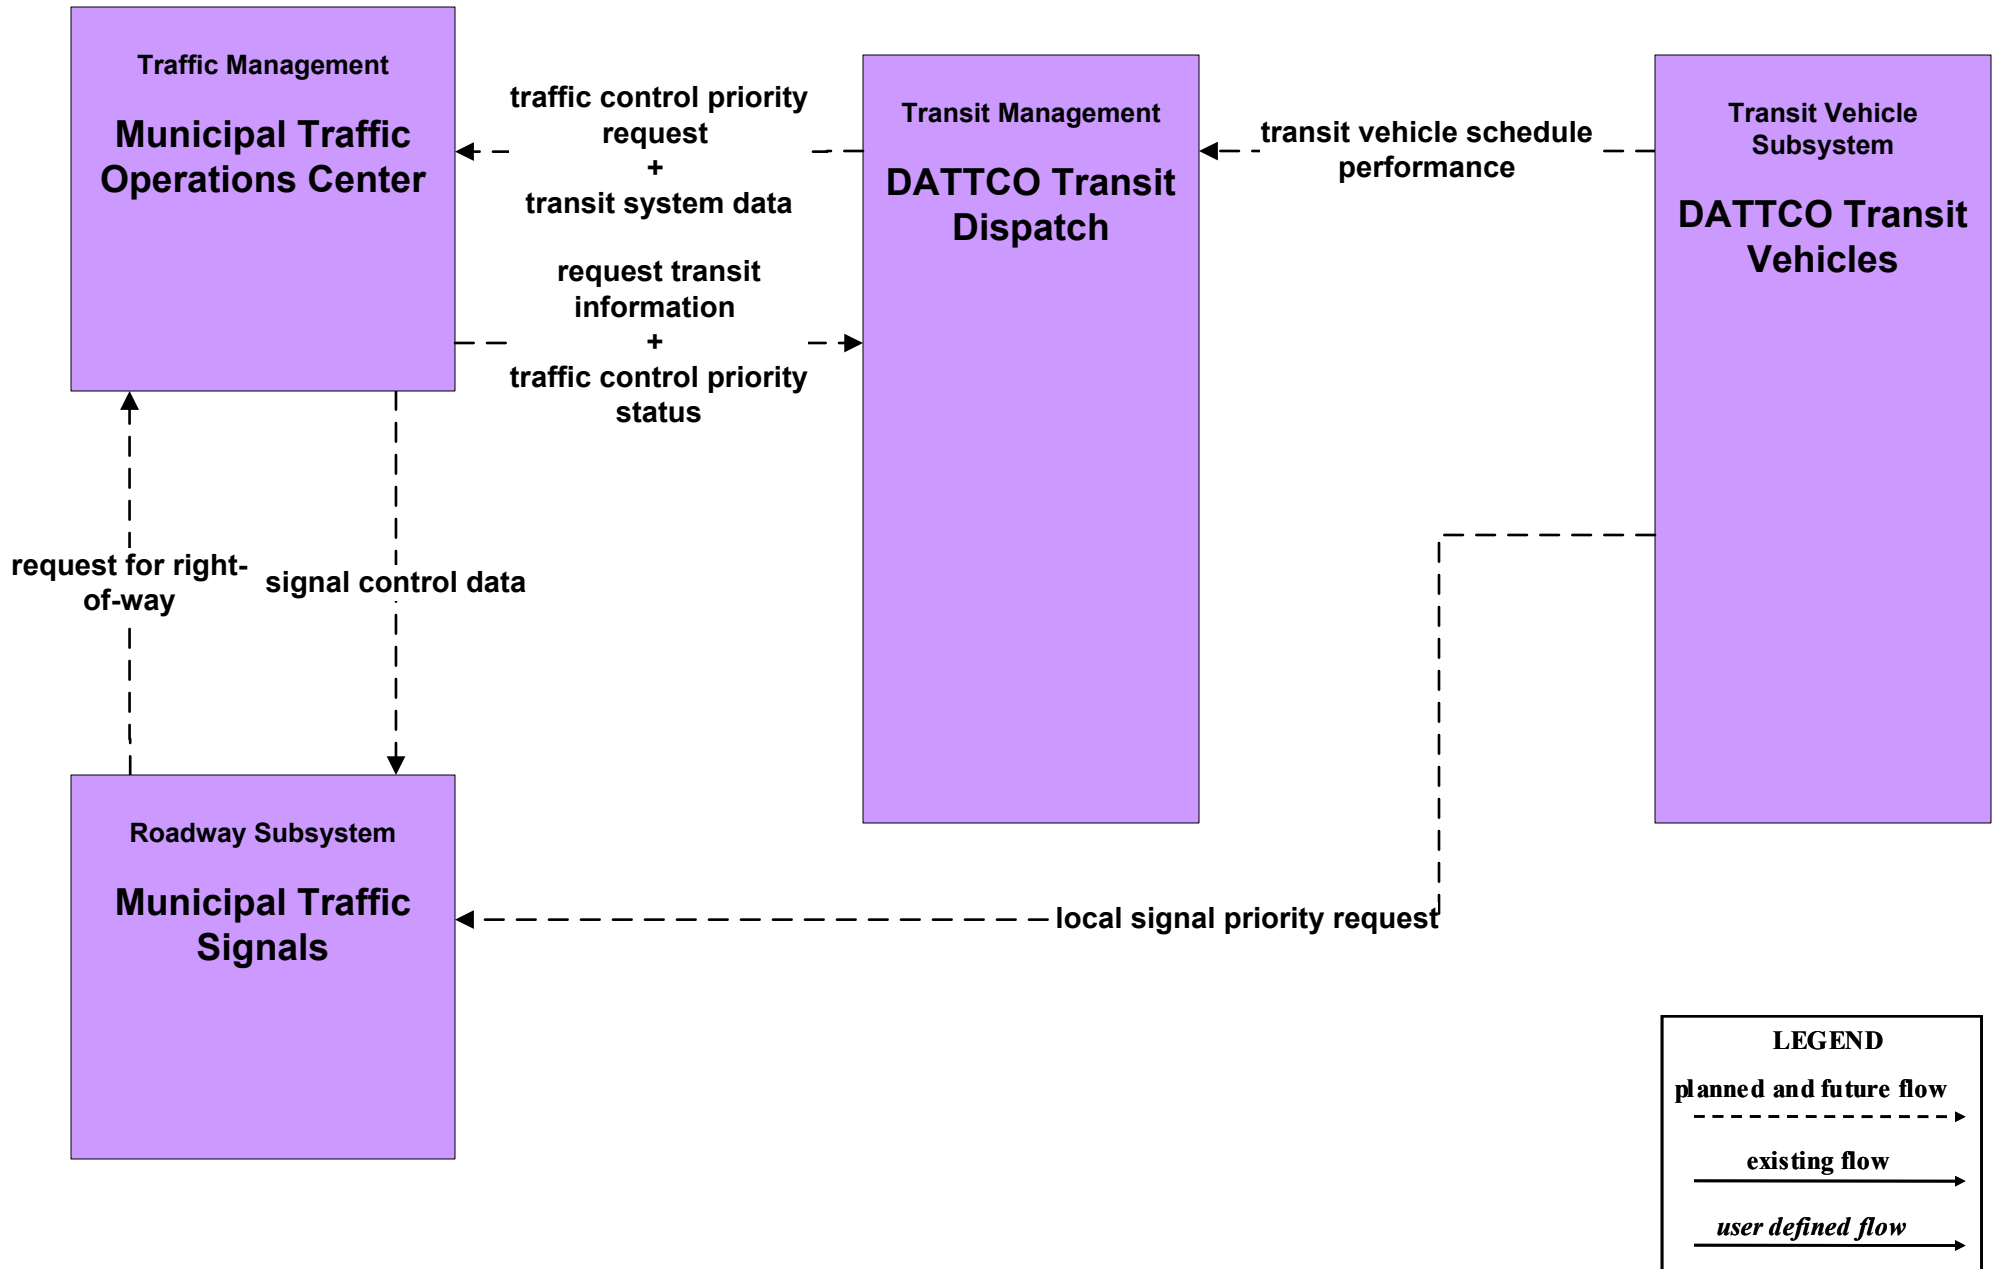 Traffic Management
Municipal Traffic
Operations Center
traffic control priority
request
+
transit system data
request transit
information
+
traffic control priority
status
Transit Management
DATTCO Transit
Dispatch
transit vehicle schedule
performance
Transit Vehicle
Subsystem
DATTCO Transit
Vehicles
request for right-
of-way
signal control data
Roadway Subsystem
Municipal Traffic
Signals
local signal priority request
LEGEND
planned and future flow
existing flow
user defined flow